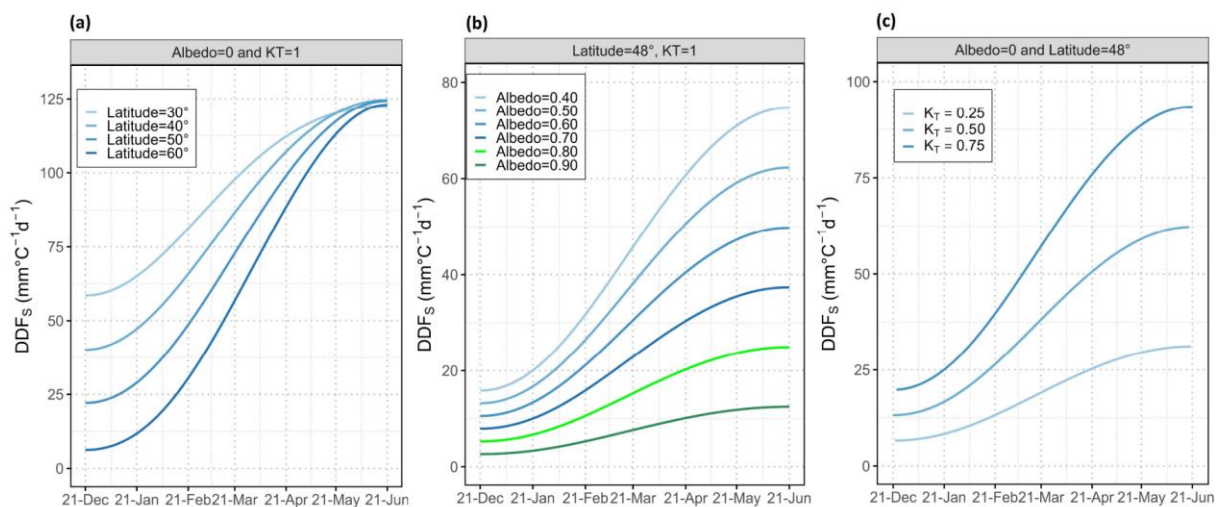 (a)
Albedo=0 and KT=1
DDFS (mm°C⁻¹d⁻¹)
125
100
75
50
25
0
Latitude=30°
Latitude=40°
Latitude=50°
Latitude=60°
21-Dec 21-Jan 21-Feb 21-Mar 21-Apr 21-May 21-Jun
(b)
Latitude=48°, KT=1
DDFS (mm°C⁻¹d⁻¹)
80
60
40
20
0
Albedo=0.40
Albedo=0.50
Albedo=0.60
Albedo=0.70
Albedo=0.80
Albedo=0.90
21-Dec 21-Jan 21-Feb 21-Mar 21-Apr 21-May 21-Jun
(c)
Albedo=0 and Latitude=48°
DDFS (mm°C⁻¹d⁻¹)
100
75
50
25
0
KT = 0.25
KT = 0.50
KT = 0.75
21-Dec 21-Jan 21-Feb 21-Mar 21-Apr 21-May 21-Jun